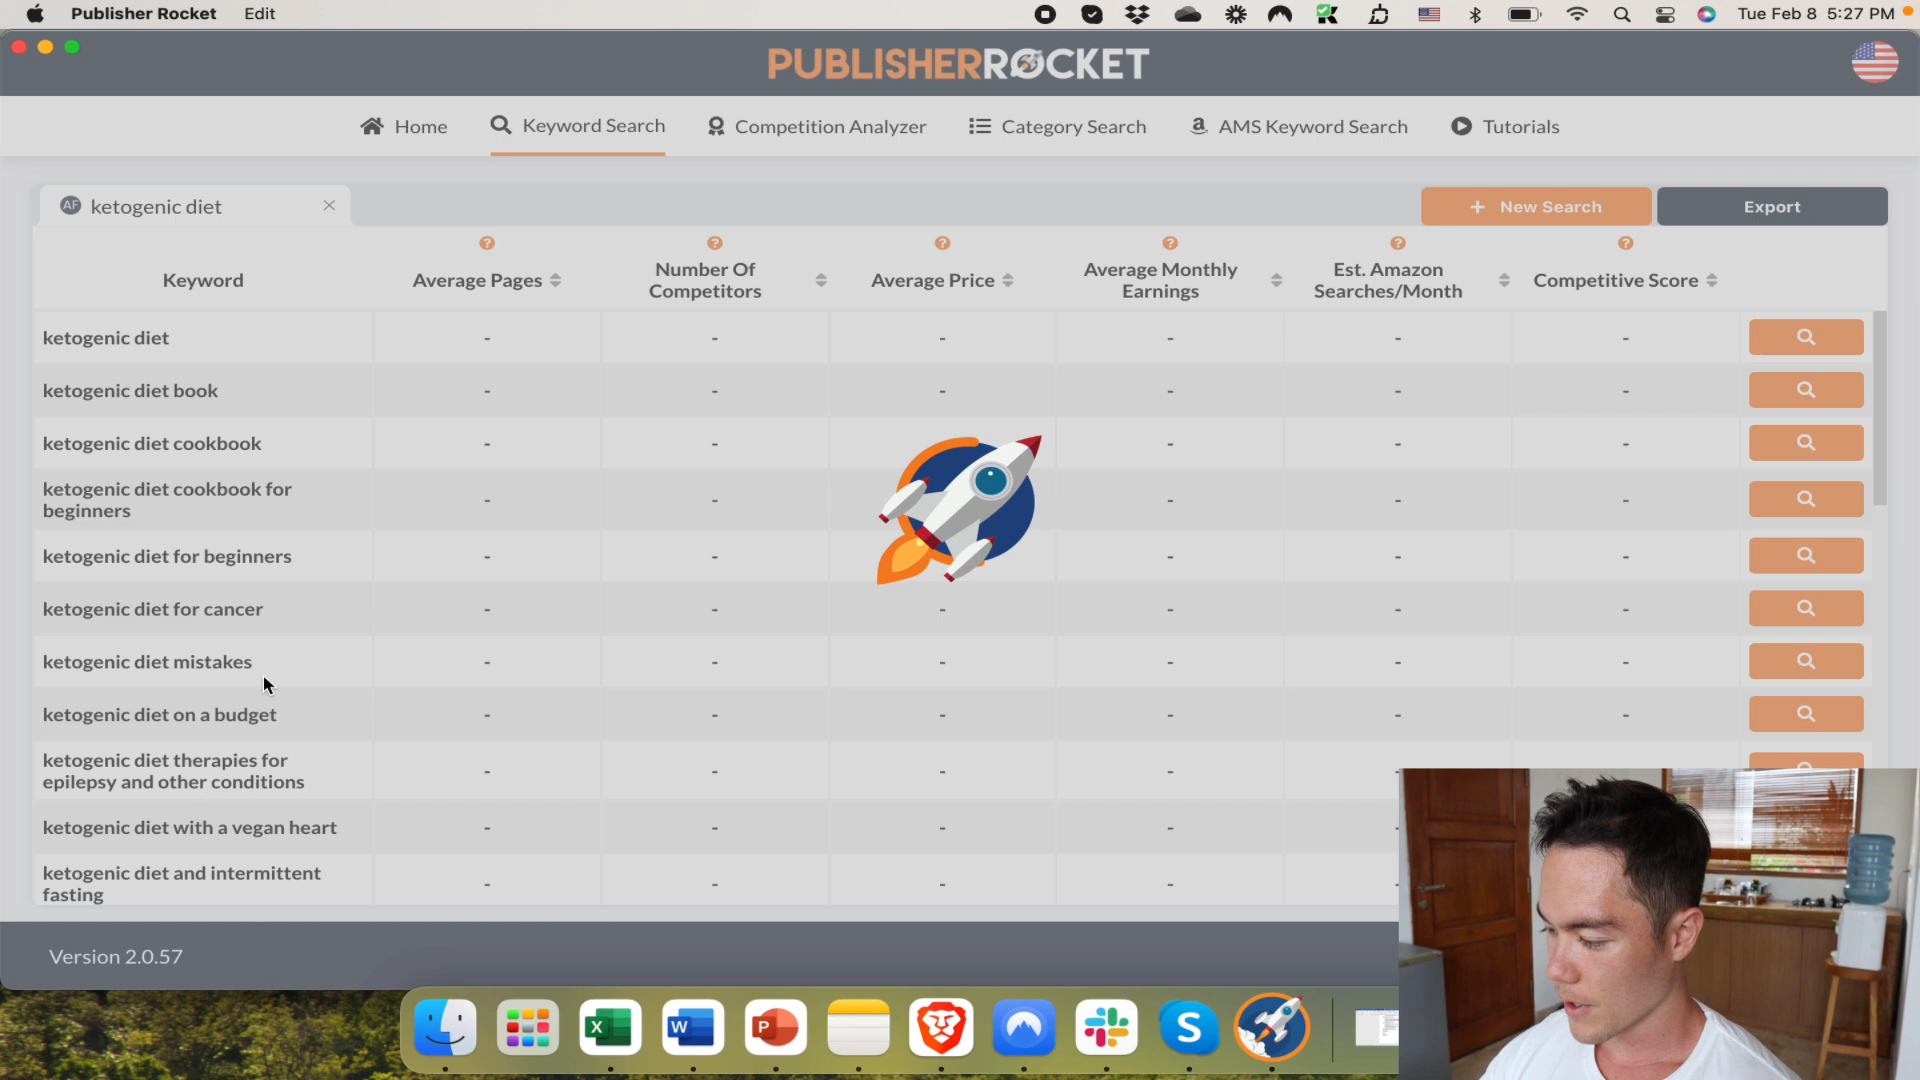 Publisher Rocket Edit
Tue Feb 8 5:27 PM
PUBLISHERROCKET
Home Keyword Search Competition Analyzer Category Search AMS Keyword Search Tutorials
AF ketogenic diet
+ New Search Export
Keyword
Average Pages
Number Of
Competitors
Average Price
Average Monthly
Earnings
Est. Amazon
Searches/Month
Competitive Score
ketogenic diet - - - - - -
ketogenic diet book - - - - - -
ketogenic diet cookbook - - - - -
ketogenic diet cookbook for
beginners - - - - -
ketogenic diet for beginners - - - - -
ketogenic diet for cancer - - - - - -
ketogenic diet mistakes - - - - - -
ketogenic diet on a budget - - - - - -
ketogenic diet therapies for
epilepsy and other conditions - - - -
ketogenic diet with a vegan heart - - - -
ketogenic diet and intermittent
fasting - - - -
Version 2.0.57
X W P S